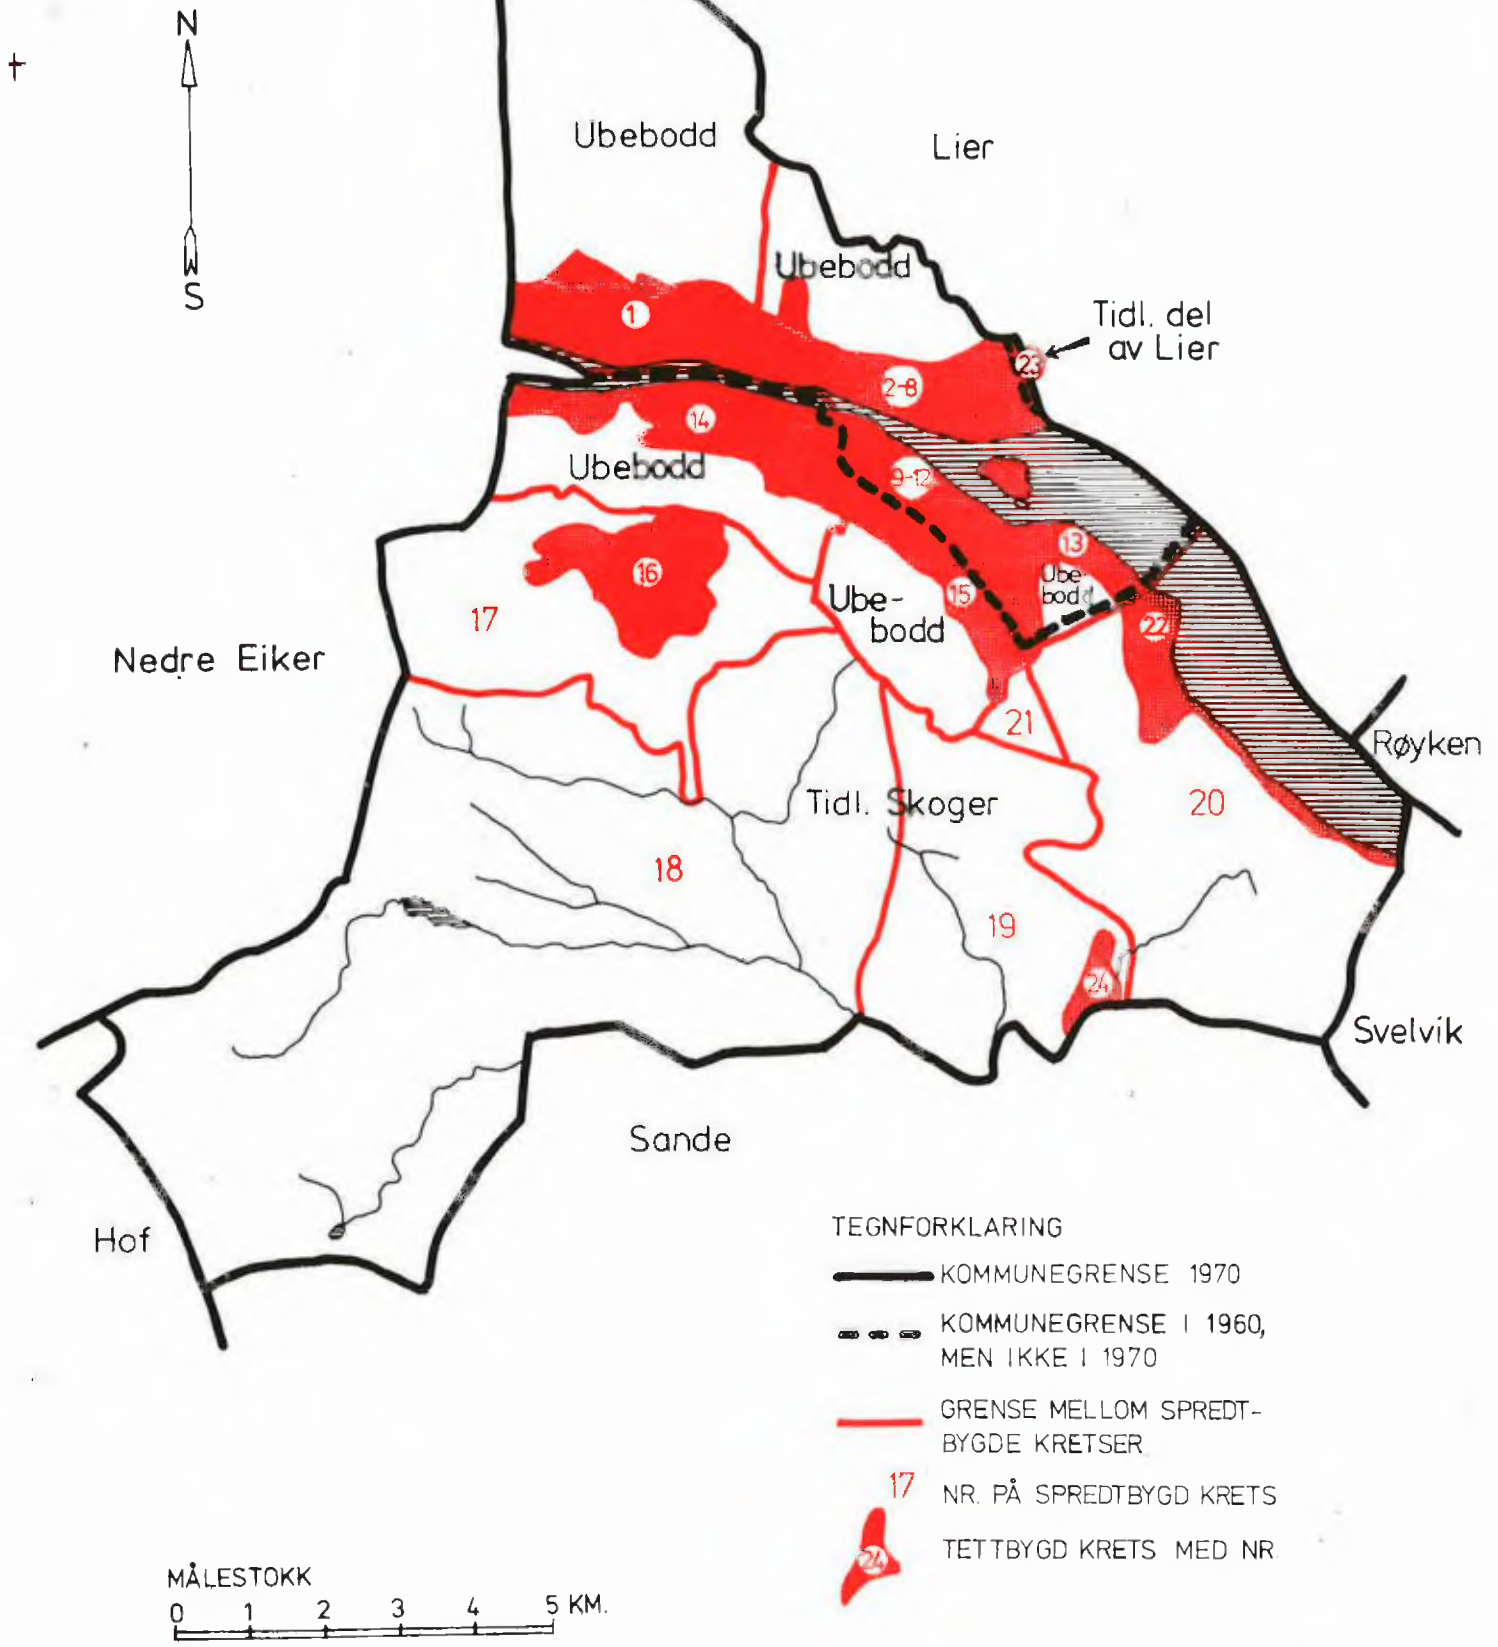 N
S
Ubebodd
Lier
Ubebodd
Tidl. del
av Lier
1
23
2-8
14
Ubebodd
9-12
13
16
Ube-
bodd
15
Ube-
bodd
17
22
Nedre Eiker
21
Røyken
Tidl. Skoger
20
18
19
24
Svelvik
Sande
Hof
TEGNFORKLARING
KOMMUNEGRENSE 1970
KOMMUNEGRENSE I 1960,
MEN IKKE I 1970
GRENSE MELLOM SPREDT-
BYGDE KRETSER
17 NR. PÅ SPREDTBYGD KRETS
24 TETTBYGD KRETS MED NR
MÅLESTOKK
0 1 2 3 4 5 KM.